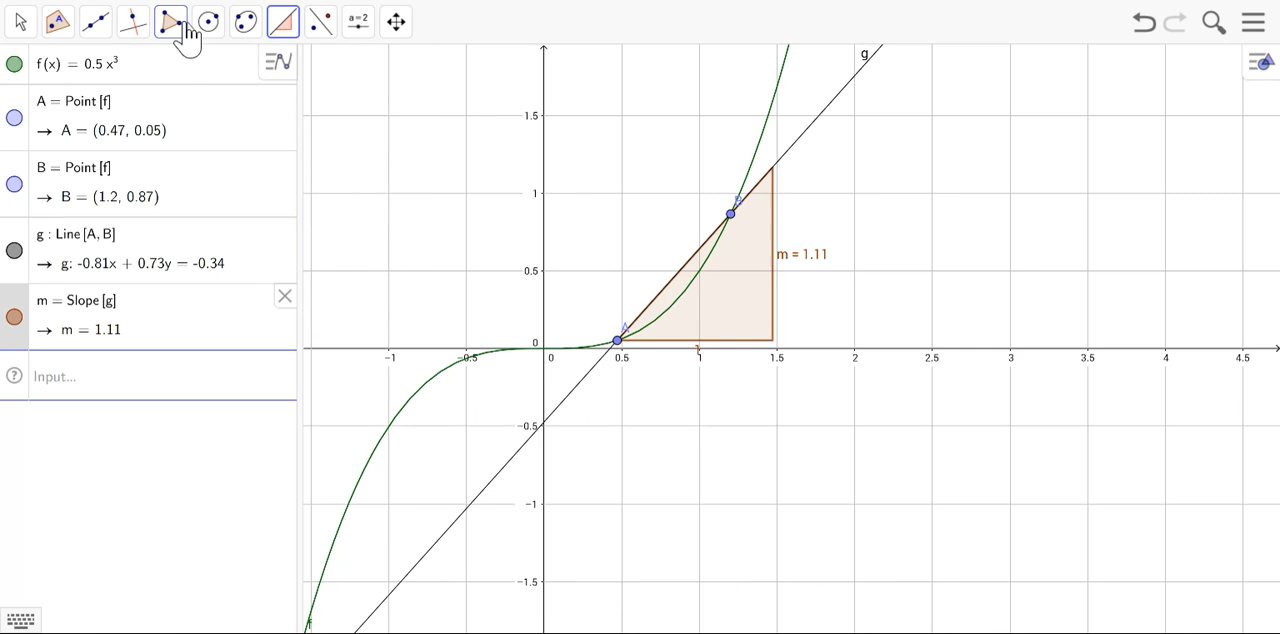 a=2
f(x) = 0.5 x³
A = Point [f]
→ A = (0.47, 0.05)
B = Point [f]
→ B = (1.2, 0.87)
g : Line [A, B]
→ g: -0.81x + 0.73y = -0.34
m = Slope [g]
→ m = 1.11
Input...
g
1.5
1
B
m = 1.11
0.5
A
0
1
−1
−0.5
0
0.5
1
1.5
2
2.5
3
3.5
4
4.5
−0.5
−1
−1.5
f